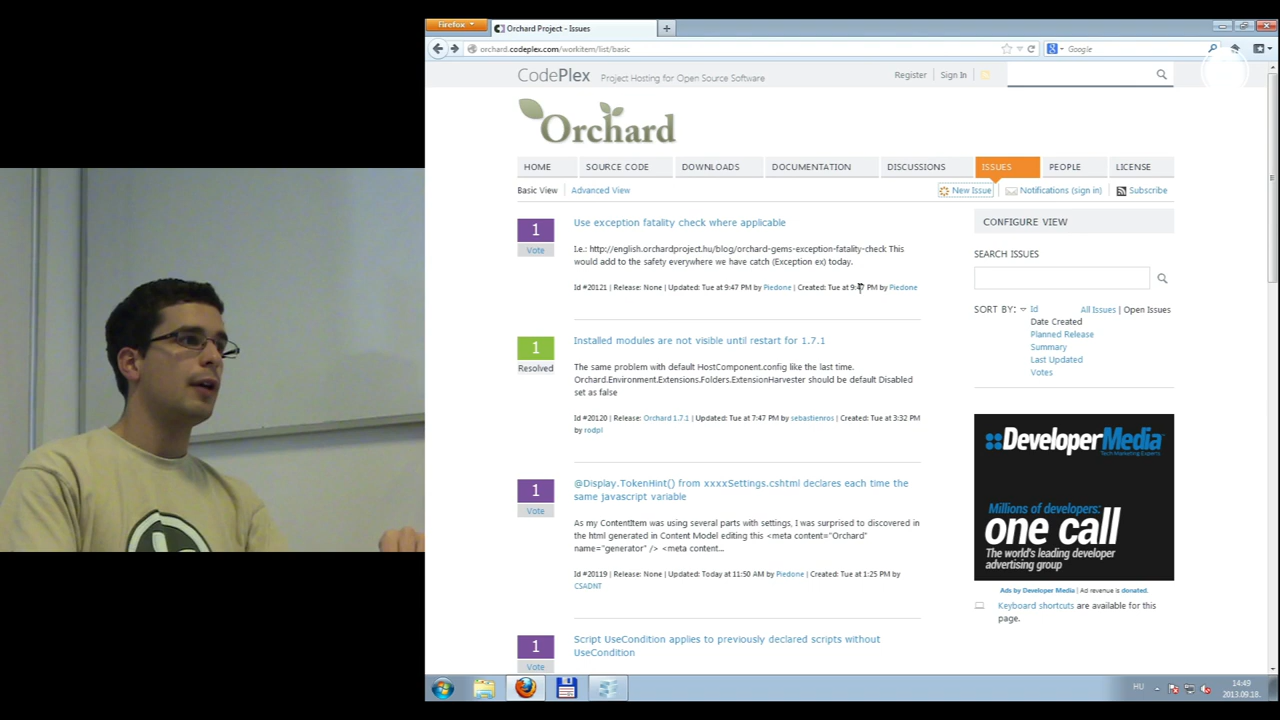 Firefox
Orchard Project - Issues
orchard.codeplex.com/workitem/list/basic
Google
CodePlex Project Hosting for Open Source Software
Register
Sign In
Orchard
HOME
SOURCE CODE
DOWNLOADS
DOCUMENTATION
DISCUSSIONS
ISSUES
PEOPLE
LICENSE
Basic View
Advanced View
New Issue
Notifications (sign in)
Subscribe
1
Vote
Use exception fatality check where applicable
I.e.: http://english.orchardproject.hu/blog/orchard-gems-exception-fatality-check This
would add to the safety everywhere we have catch (Exception ex) today.
Id #20121 | Release: None | Updated: Tue at 9:47 PM by Piedone | Created: Tue at 9:47 PM by Piedone
1
Resolved
Installed modules are not visible until restart for 1.7.1
The same problem with default HostComponent.config like the last time.
Orchard.Environment.Extensions.Folders.ExtensionHarvester should be default Disabled
set as false
Id #20120 | Release: Orchard 1.7.1 | Updated: Tue at 7:47 PM by sebastienros | Created: Tue at 3:32 PM
by rodpl
1
Vote
@Display.TokenHint() from xxxxSettings.cshtml declares each time the
same javascript variable
As my ContentItem was using several parts with settings, I was surprised to discovered in
the html generated in Content Model editing this <meta content="Orchard"
name="generator" /> <meta content...
Id #20119 | Release: None | Updated: Today at 11:50 AM by Piedone | Created: Tue at 1:25 PM by
CSADNT
1
Vote
Script UseCondition applies to previously declared scripts without
UseCondition
CONFIGURE VIEW
SEARCH ISSUES
SORT BY:
Id
All Issues | Open Issues
Date Created
Planned Release
Summary
Last Updated
Votes
DeveloperMedia
Tech Marketing Experts
Millions of developers:
one call
The world's leading developer
advertising group
Ads by Developer Media | Ad revenue is donated.
Keyboard shortcuts are available for this
page.
HU
14:49
2013.09.18.